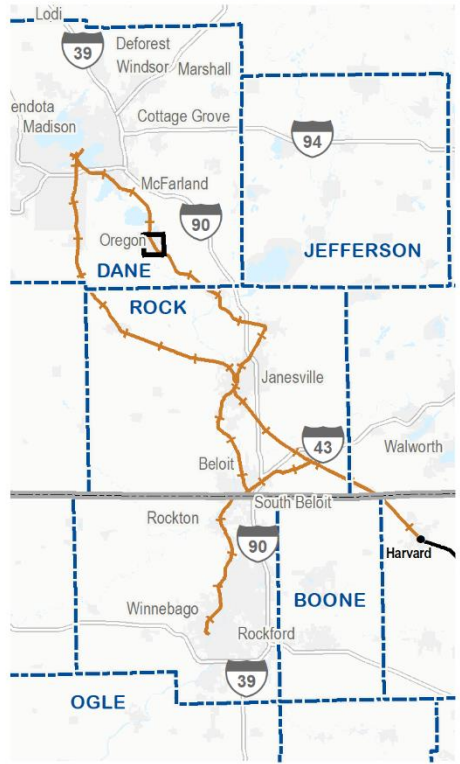 Lodi
39
Deforest
Windsor
Marshall
endota
Madison
Cottage Grove
94
McFarland
90
Oregon
JEFFERSON
DANE
ROCK
Janesville
43
Walworth
Beloit
South Beloit
Rockton
90
Harvard
BOONE
Winnebago
Rockford
39
OGLE